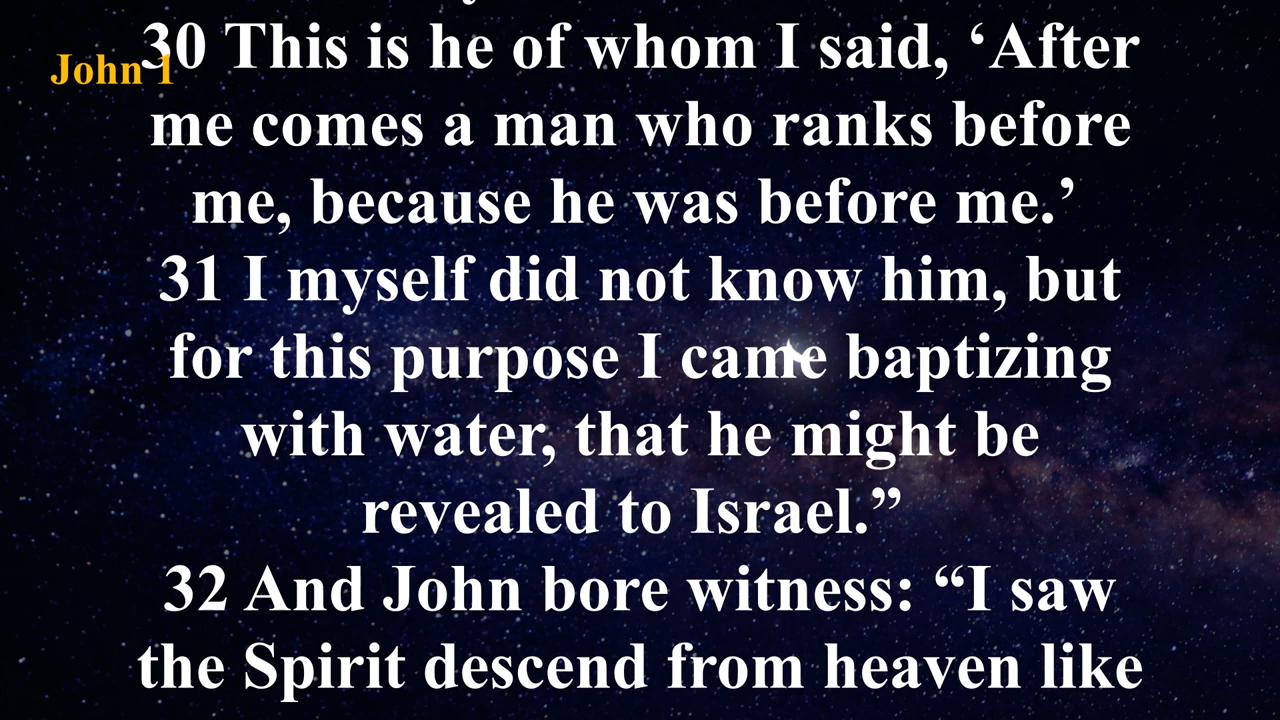 John 1
30 This is he of whom I said, ‘After
me comes a man who ranks before
me, because he was before me.’
31 I myself did not know him, but
for this purpose I came baptizing
with water, that he might be
revealed to Israel.”
32 And John bore witness: “I saw
the Spirit descend from heaven like